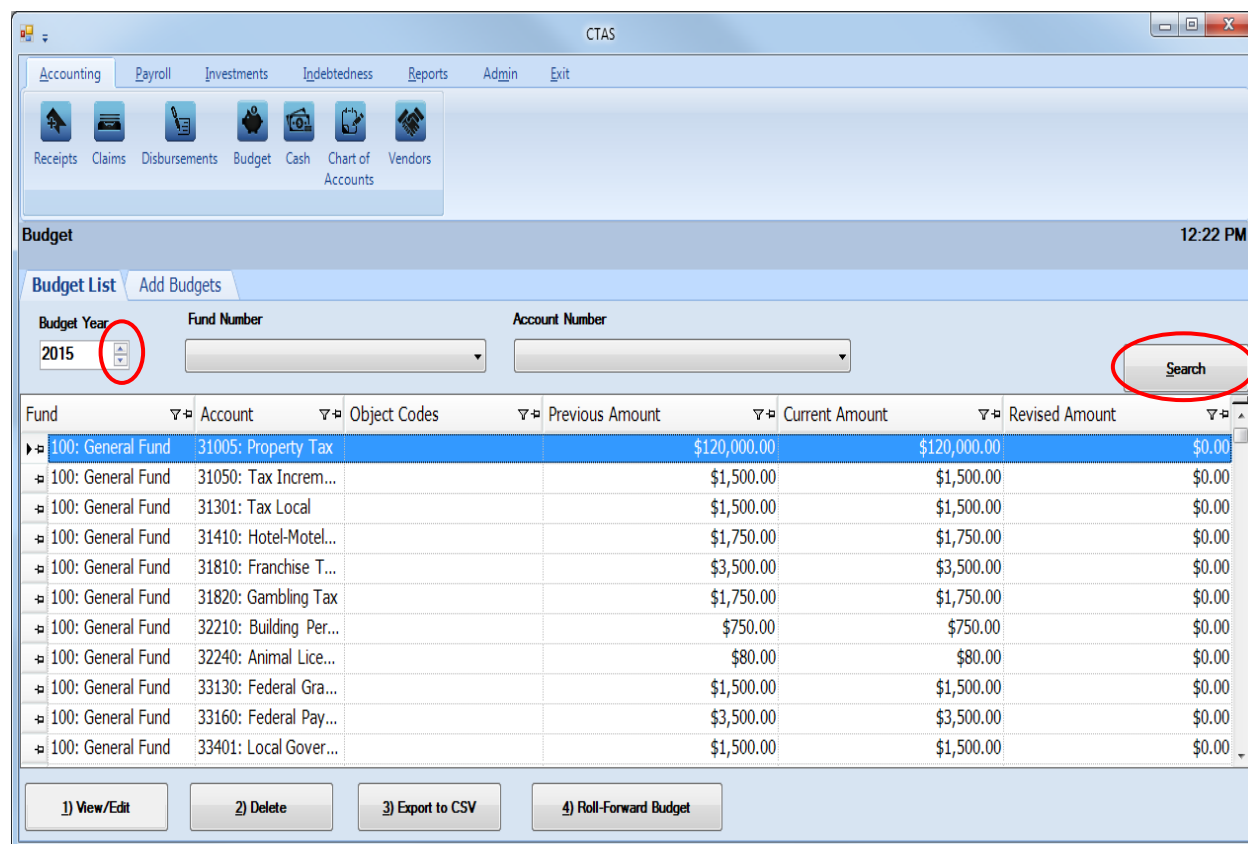 CTAS
Accounting Payroll Investments Indebtedness Reports Admin Exit
Receipts Claims Disbursements Budget Cash Chart of Accounts Vendors
Budget 12:22 PM
Budget List Add Budgets
Budget Year Fund Number Account Number
2015
Search
Fund Account Object Codes Previous Amount Current Amount Revised Amount
100: General Fund 31005: Property Tax $120,000.00 $120,000.00 $0.00
100: General Fund 31050: Tax Increm... $1,500.00 $1,500.00 $0.00
100: General Fund 31301: Tax Local $1,500.00 $1,500.00 $0.00
100: General Fund 31410: Hotel-Motel... $1,750.00 $1,750.00 $0.00
100: General Fund 31810: Franchise T... $3,500.00 $3,500.00 $0.00
100: General Fund 31820: Gambling Tax $1,750.00 $1,750.00 $0.00
100: General Fund 32210: Building Per... $750.00 $750.00 $0.00
100: General Fund 32240: Animal Lice... $80.00 $80.00 $0.00
100: General Fund 33130: Federal Gra... $1,500.00 $1,500.00 $0.00
100: General Fund 33160: Federal Pay... $3,500.00 $3,500.00 $0.00
100: General Fund 33401: Local Gover... $1,500.00 $1,500.00 $0.00
1) View/Edit 2) Delete 3) Export to CSV 4) Roll-Forward Budget